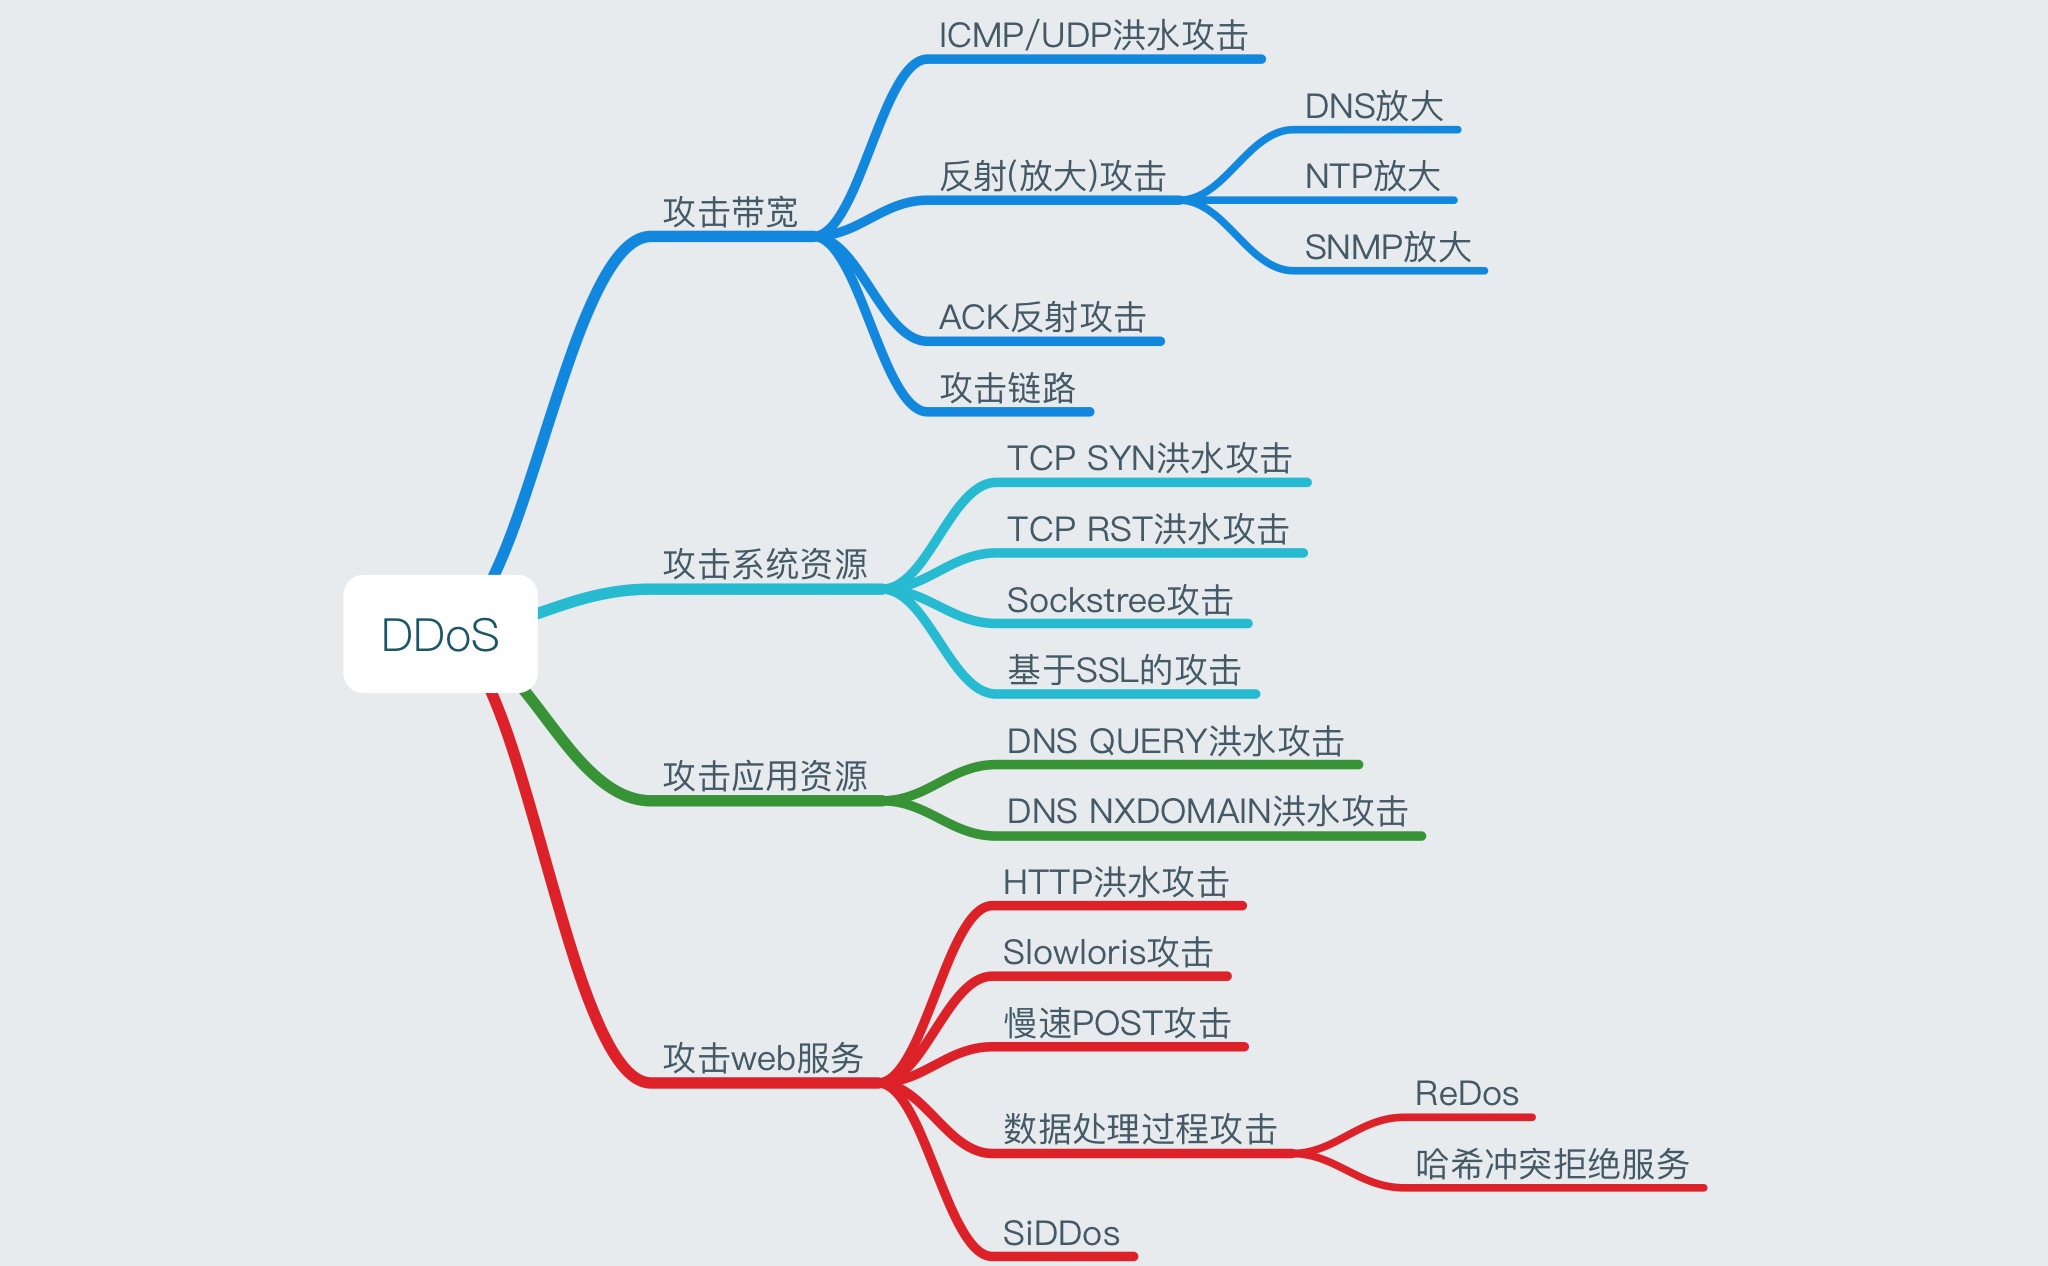 DDoS
攻击带宽
ICMP/UDP洪水攻击
反射(放大)攻击
DNS放大
NTP放大
SNMP放大
ACK反射攻击
攻击链路
攻击系统资源
TCP SYN洪水攻击
TCP RST洪水攻击
Sockstree攻击
基于SSL的攻击
攻击应用资源
DNS QUERY洪水攻击
DNS NXDOMAIN洪水攻击
攻击web服务
HTTP洪水攻击
Slowloris攻击
慢速POST攻击
数据处理过程攻击
ReDos
哈希冲突拒绝服务
SiDDos